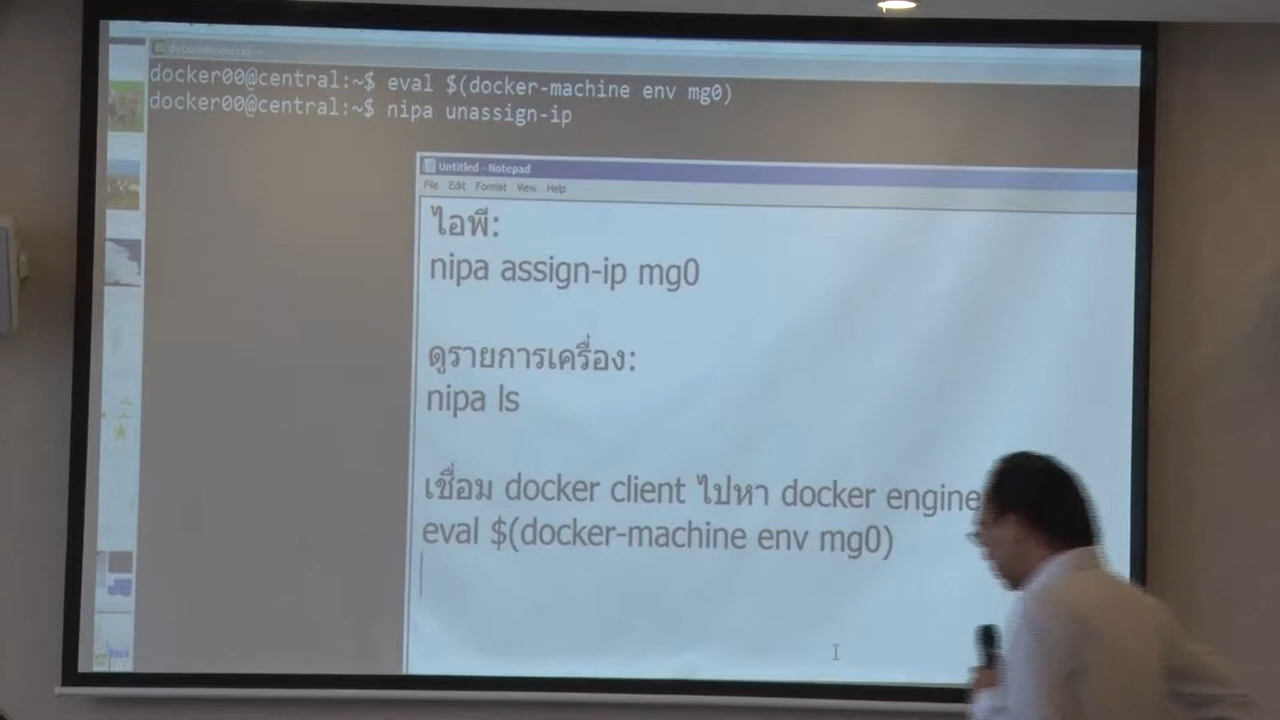 docker00@central:~$ eval $(docker-machine env mg0)
docker00@central:~$ nipa unassign-ip
Untitled - Notepad
File Edit Format View Help
ไอพี:
nipa assign-ip mg0
ดูรายการเครื่อง:
nipa ls
เชื่อม docker client ไปหา docker engine
eval $(docker-machine env mg0)